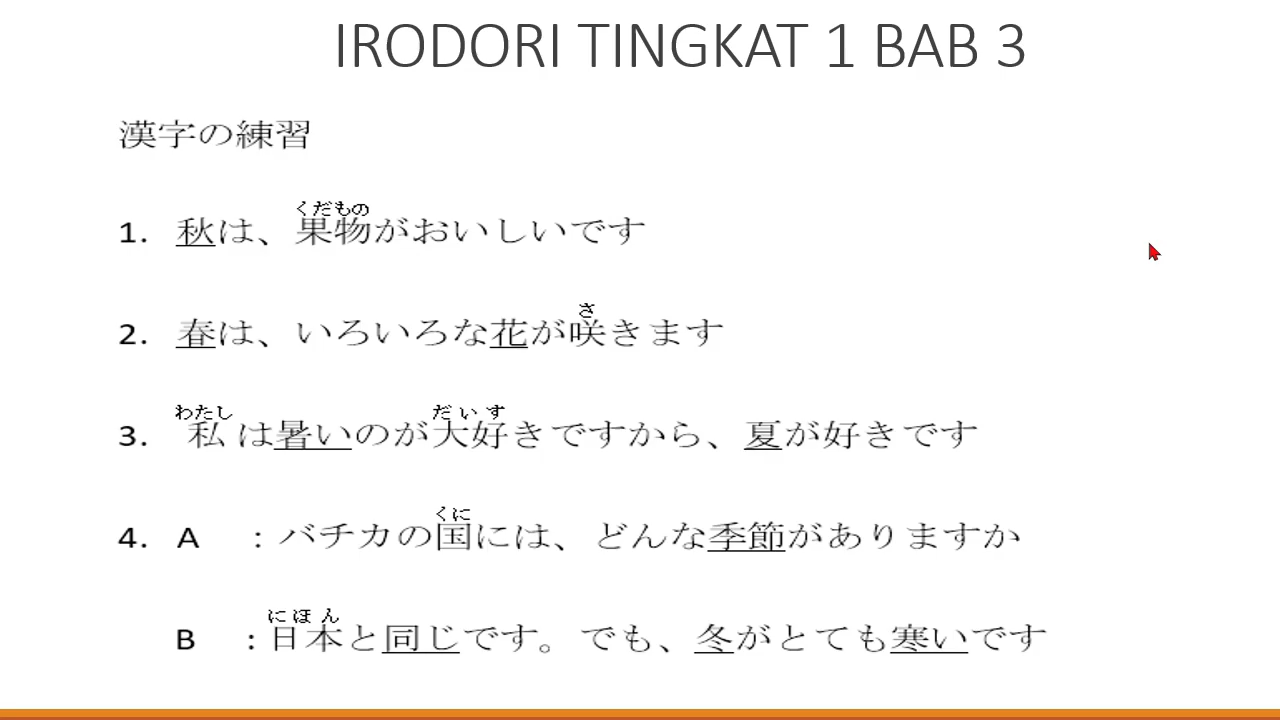 IRODORI TINGKAT 1 BAB 3
漢字の練習
くだもの
1. 秋は、果物がおいしいです
さ
2. 春は、いろいろな花が咲きます
わたし だいす
3. 私は暑いのが大好きですから、夏が好きです
くに
4. A : バチカの国には、どんな季節がありますか
にほん
B : 日本と同じです。でも、冬がとても寒いです